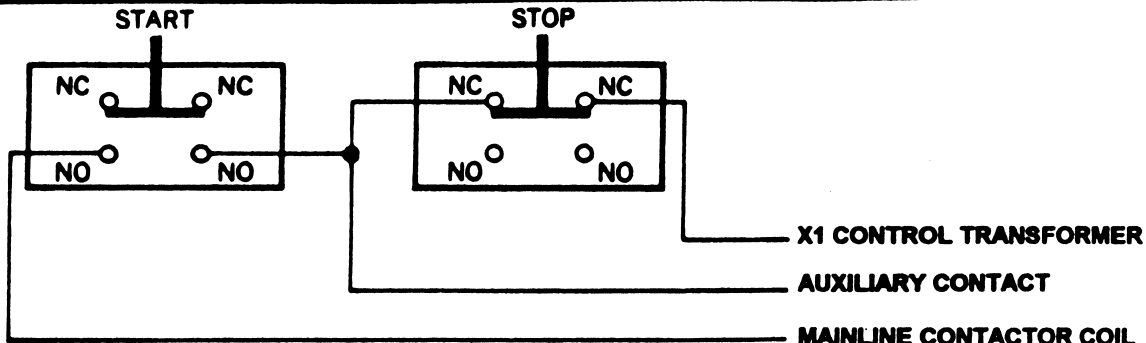 START STOP
NC NC NC NC
NO NO NO NO
X1 CONTROL TRANSFORMER
AUXILIARY CONTACT
MAINLINE CONTACTOR COIL